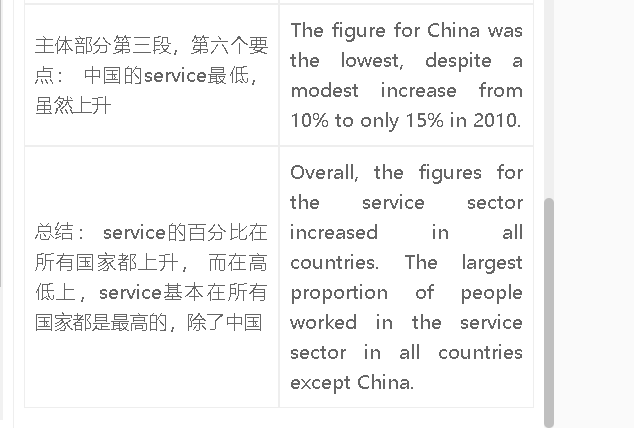 主体部分第三段，第六个要
点： 中国的service最低，
虽然上升
The figure for China was
the lowest, despite a
modest increase from
10% to only 15% in 2010.
总结： service的百分比在
所有国家都上升， 而在高
低上，service基本在所有
国家都是最高的，除了中国
Overall, the figures for
the service sector
increased in all
countries. The largest
proportion of people
worked in the service
sector in all countries
except China.